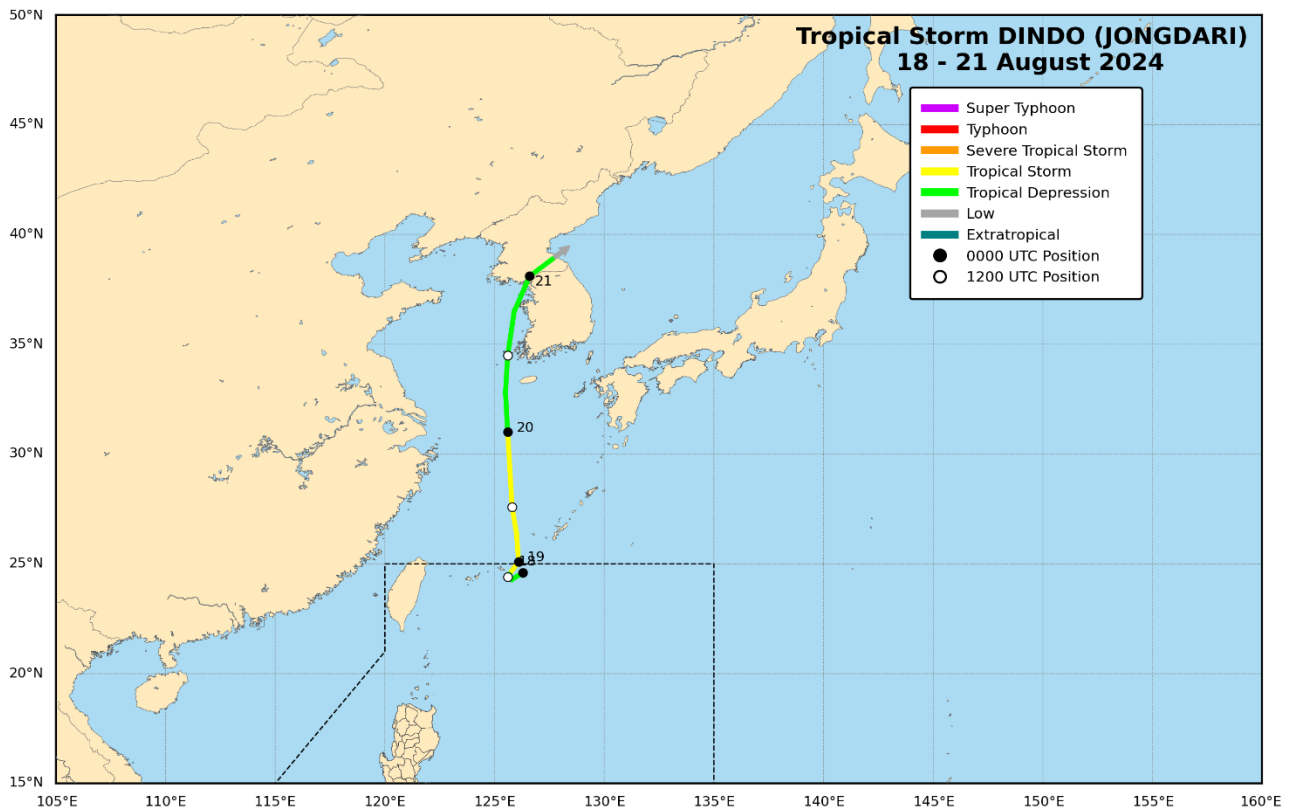 50°N
Tropical Storm DINDO (JONGDARI)
18 - 21 August 2024
Super Typhoon
45°N
Typhoon
Severe Tropical Storm
Tropical Storm
Tropical Depression
Low
40°N
Extratropical
0000 UTC Position
21
1200 UTC Position
35°N
20
30°N
19
18
25°N
20°N
15°N
105°E 110°E 115°E 120°E 125°E 130°E 135°E 140°E 145°E 150°E 155°E 160°E